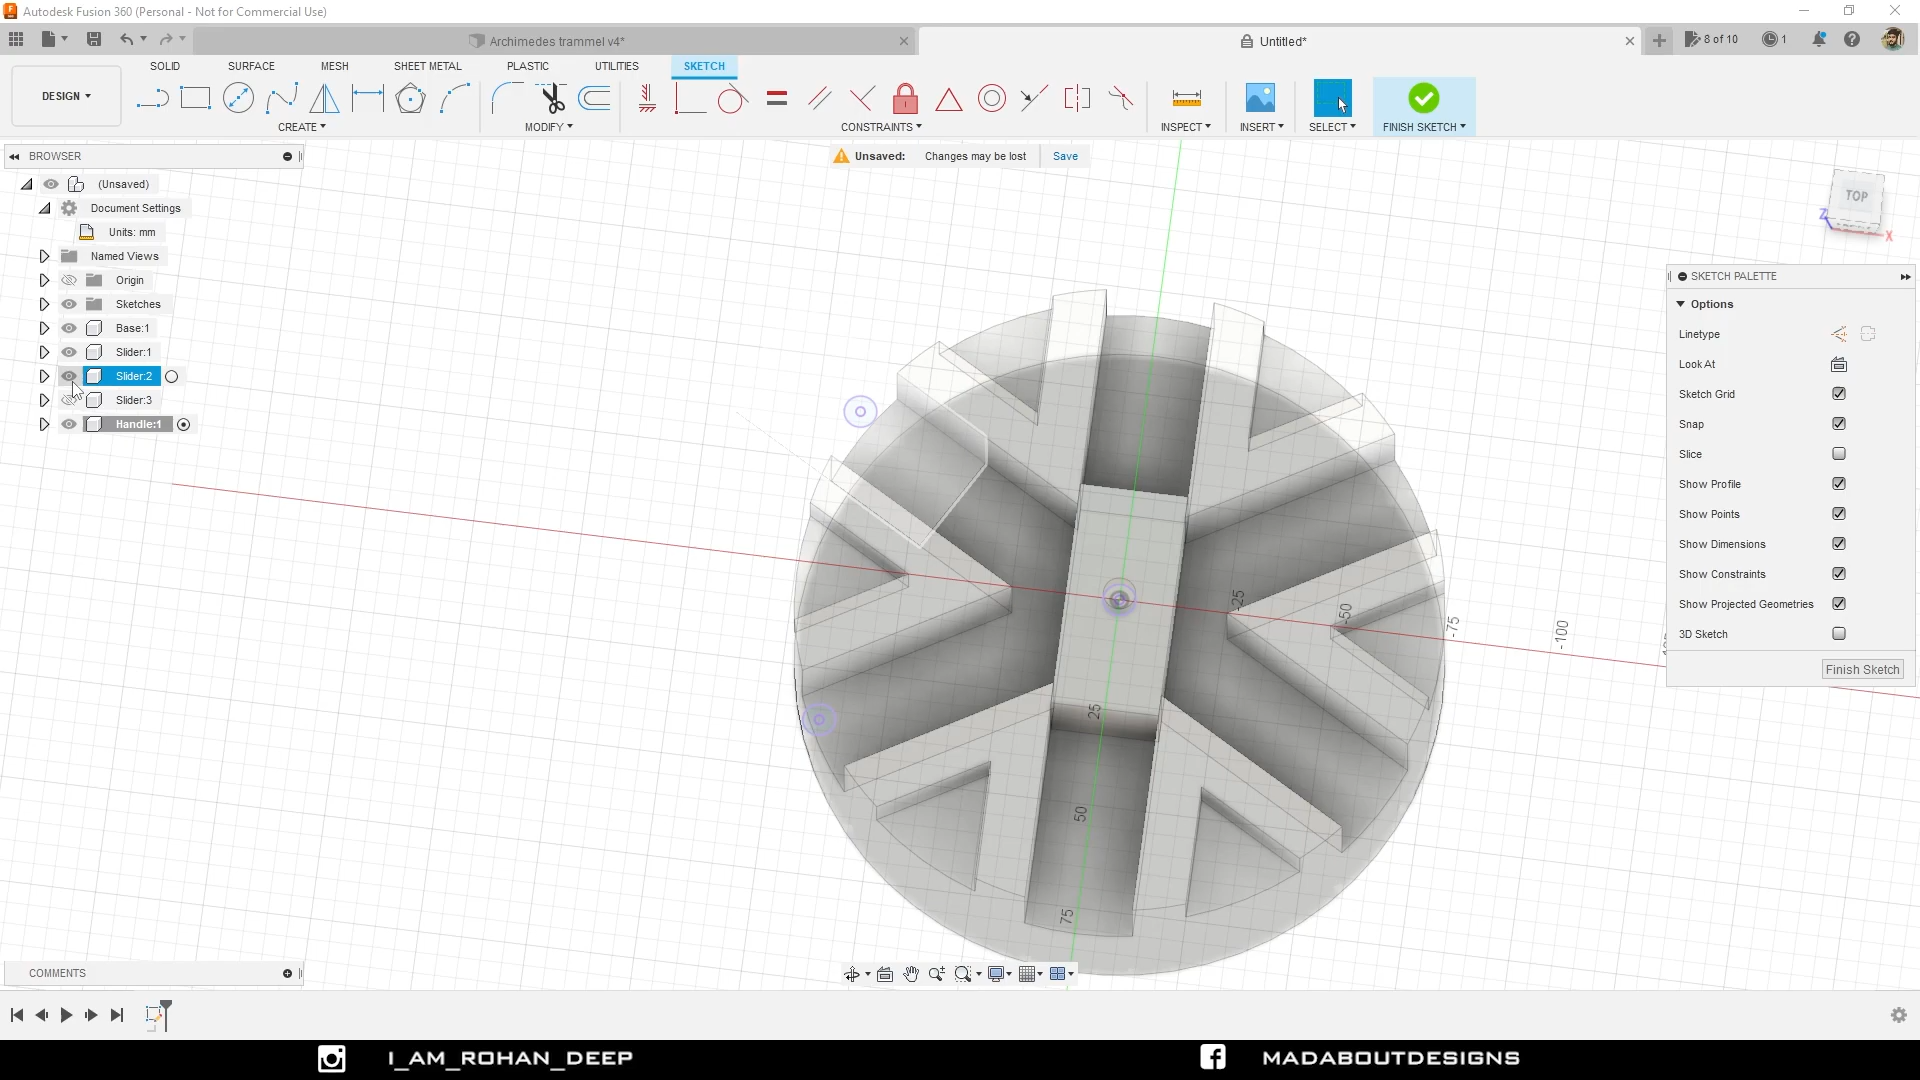 Autodesk Fusion 360 (Personal - Not for Commercial Use)
Archimedes trammel v4*
Untitled*
8 of 10
1
SOLID
SURFACE
MESH
SHEET METAL
PLASTIC
UTILITIES
SKETCH
DESIGN
CREATE
MODIFY
CONSTRAINTS
INSPECT
INSERT
SELECT
FINISH SKETCH
BROWSER
Unsaved: Changes may be lost Save
(Unsaved)
Document Settings
Units: mm
Named Views
Origin
Sketches
Base:1
Slider:1
Slider:2
Slider:3
Handle:1
TOP
Z
X
SKETCH PALETTE
Options
Linetype
Look At
Sketch Grid
Snap
Slice
Show Profile
Show Points
Show Dimensions
Show Constraints
Show Projected Geometries
3D Sketch
Finish Sketch
-25
-50
-75
-100
25
50
75
COMMENTS
I_AM_ROHAN_DEEP
MADABOUTDESIGNS